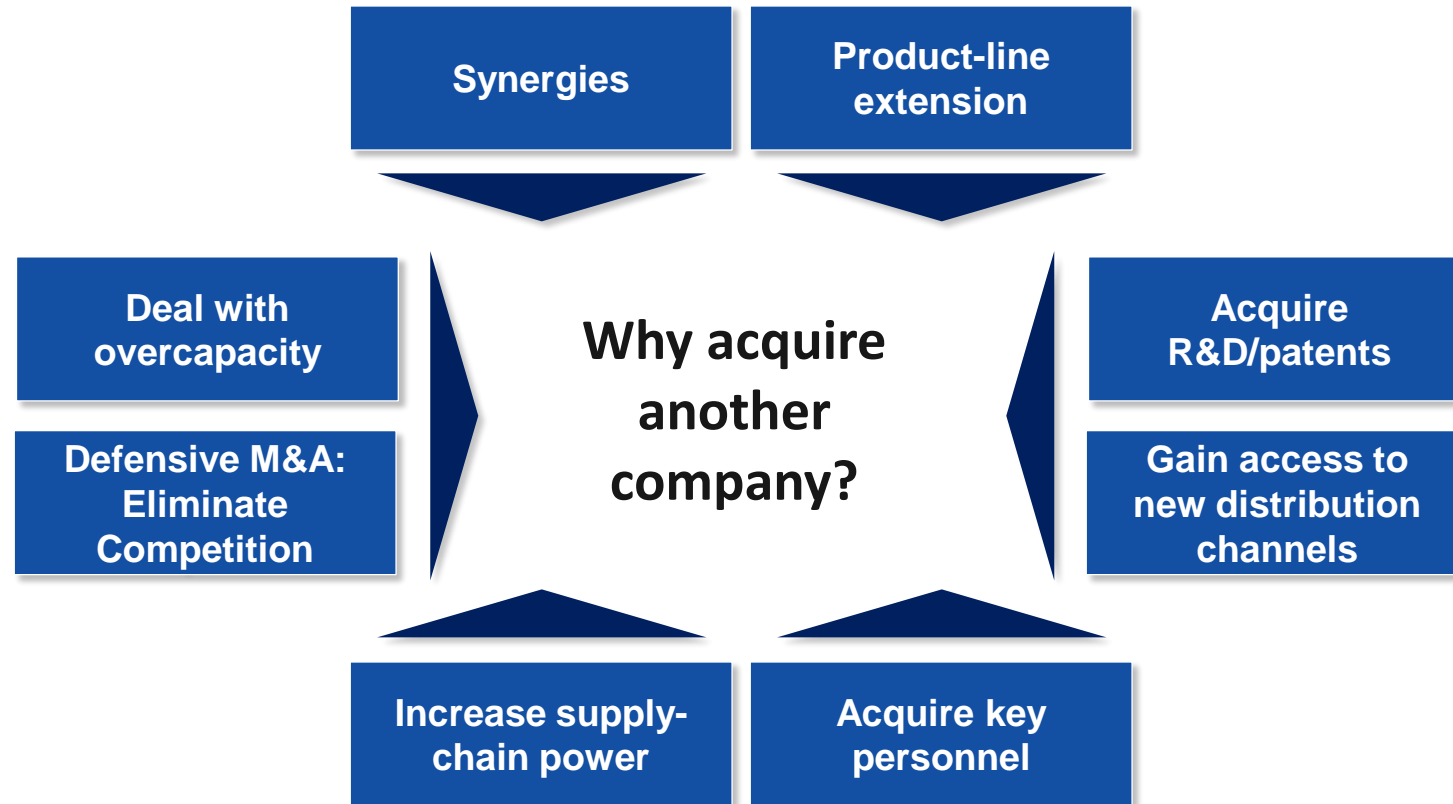 Synergies
Product-line
extension
Deal with
overcapacity
Defensive M&A:
Eliminate
Competition
Why acquire
another
company?
Acquire
R&D/patents
Gain access to
new distribution
channels
Increase supply-
chain power
Acquire key
personnel